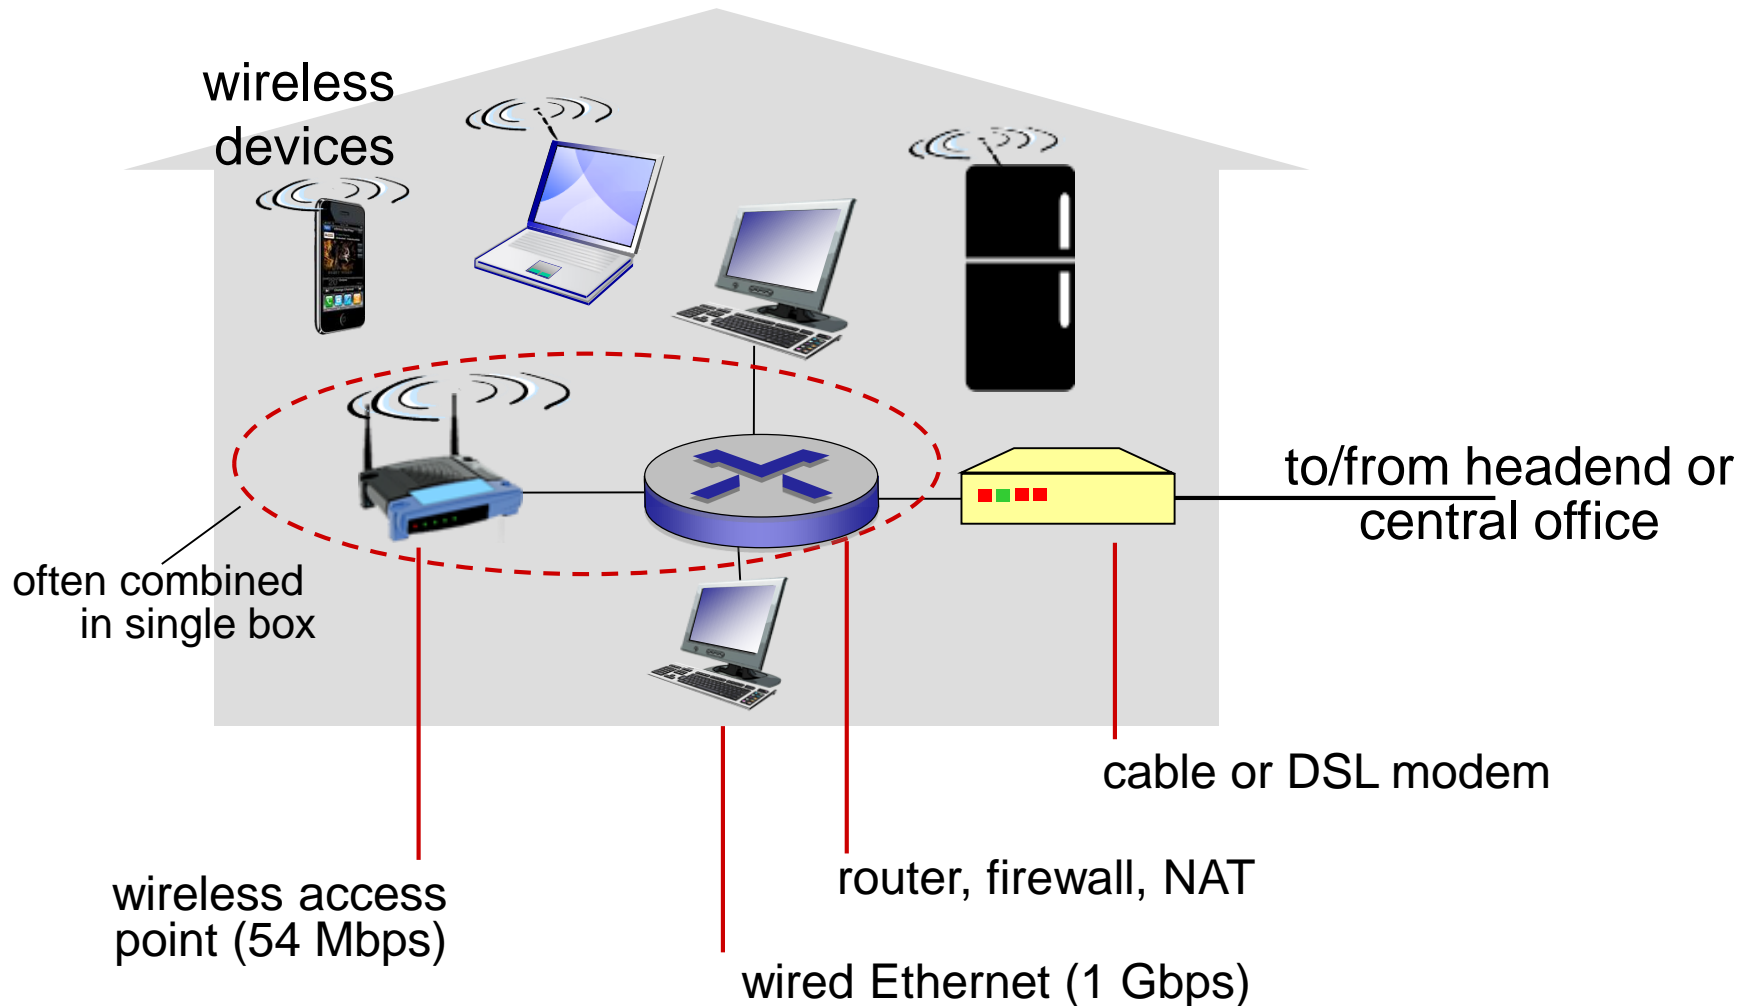 wireless
devices
to/from headend or
central office
often combined
in single box
cable or DSL modem
router, firewall, NAT
wireless access
point (54 Mbps)
wired Ethernet (1 Gbps)